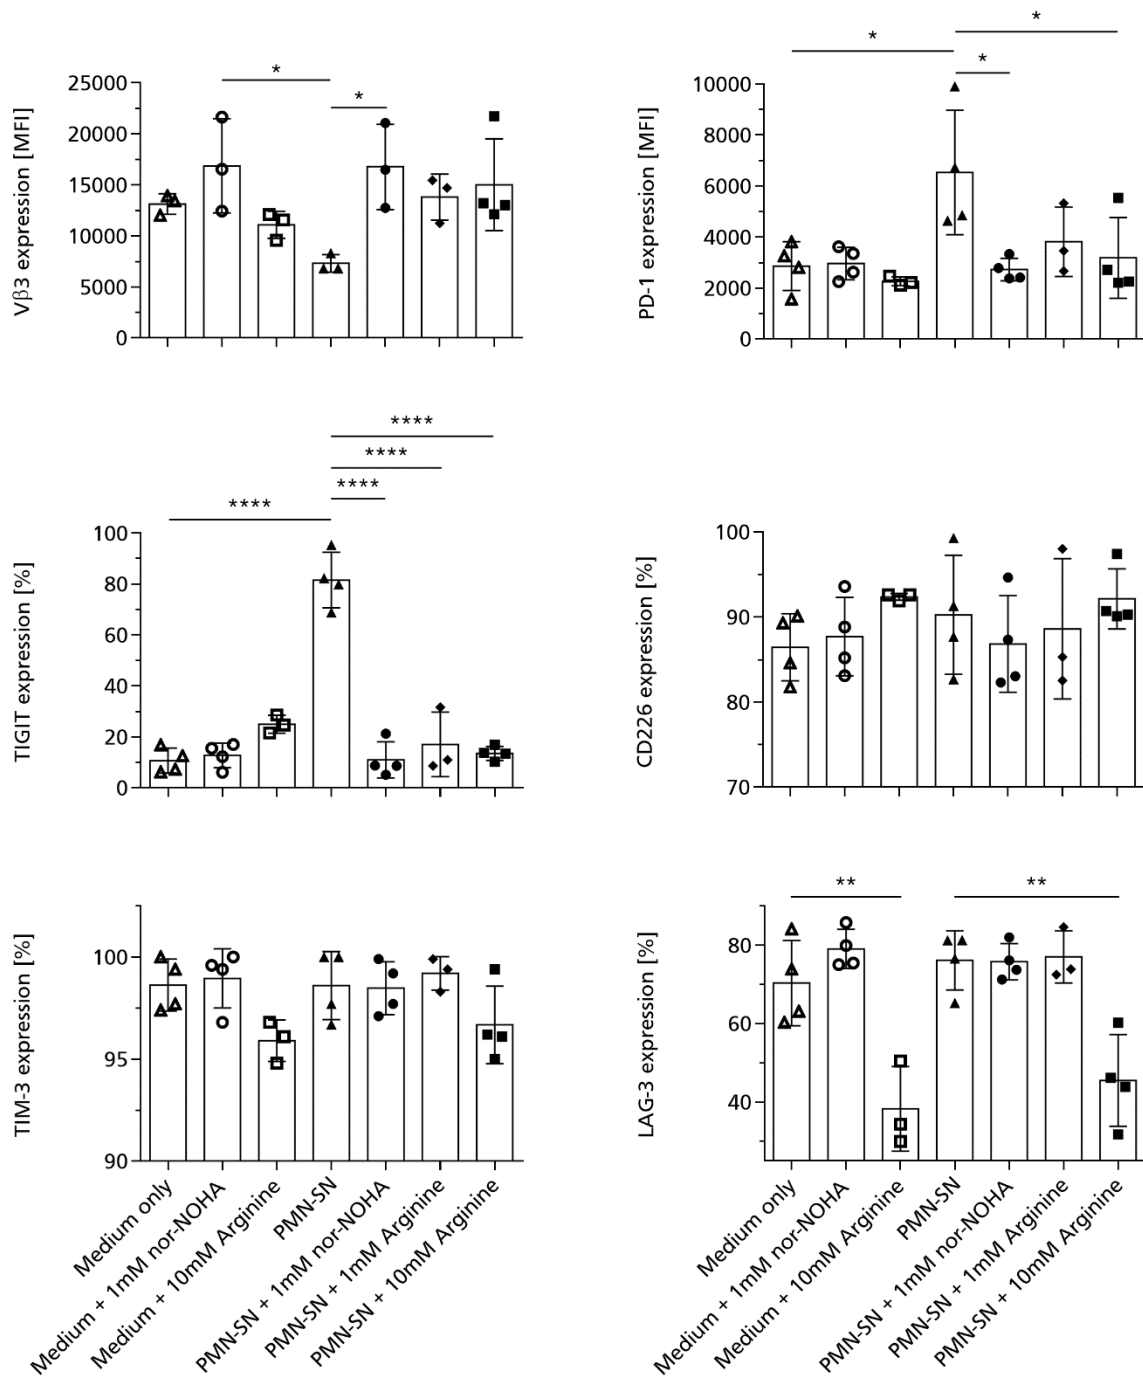 *
*
*
*
*
25000
20000
15000
10000
5000
0
Vβ3 expression [MFI]
10000
8000
6000
4000
2000
0
PD-1 expression [MFI]
****
****
****
****
100
80
60
40
20
0
TIGIT expression [%]
100
90
80
70
CD226 expression [%]
100
95
90
TIM-3 expression [%]
**
**
80
60
40
LAG-3 expression [%]
Medium only
Medium + 1mM nor-NOHA
Medium + 10mM Arginine
PMN-SN
PMN-SN + 1mM nor-NOHA
PMN-SN + 1mM Arginine
PMN-SN + 10mM Arginine
Medium only
Medium + 1mM nor-NOHA
Medium + 10mM Arginine
PMN-SN
PMN-SN + 1mM nor-NOHA
PMN-SN + 1mM Arginine
PMN-SN + 10mM Arginine